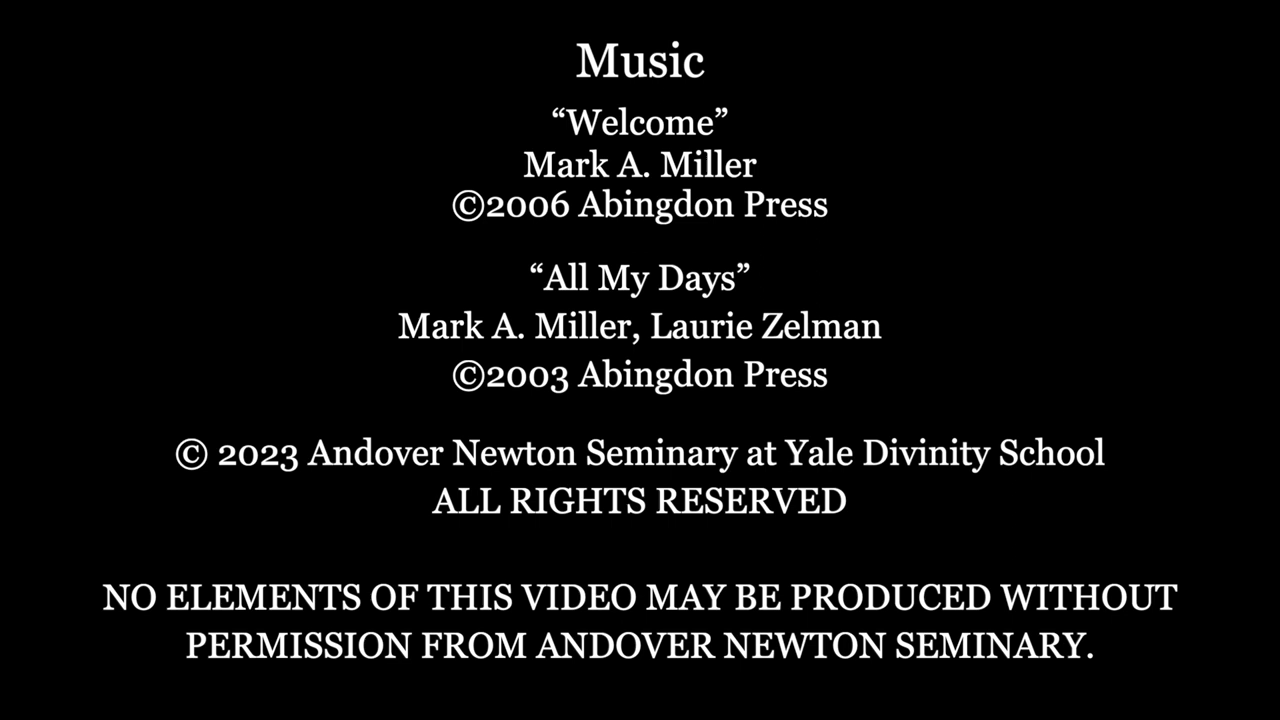 Music
“Welcome”
Mark A. Miller
©2006 Abingdon Press
“All My Days”
Mark A. Miller, Laurie Zelman
©2003 Abingdon Press
© 2023 Andover Newton Seminary at Yale Divinity School
ALL RIGHTS RESERVED
NO ELEMENTS OF THIS VIDEO MAY BE PRODUCED WITHOUT
PERMISSION FROM ANDOVER NEWTON SEMINARY.